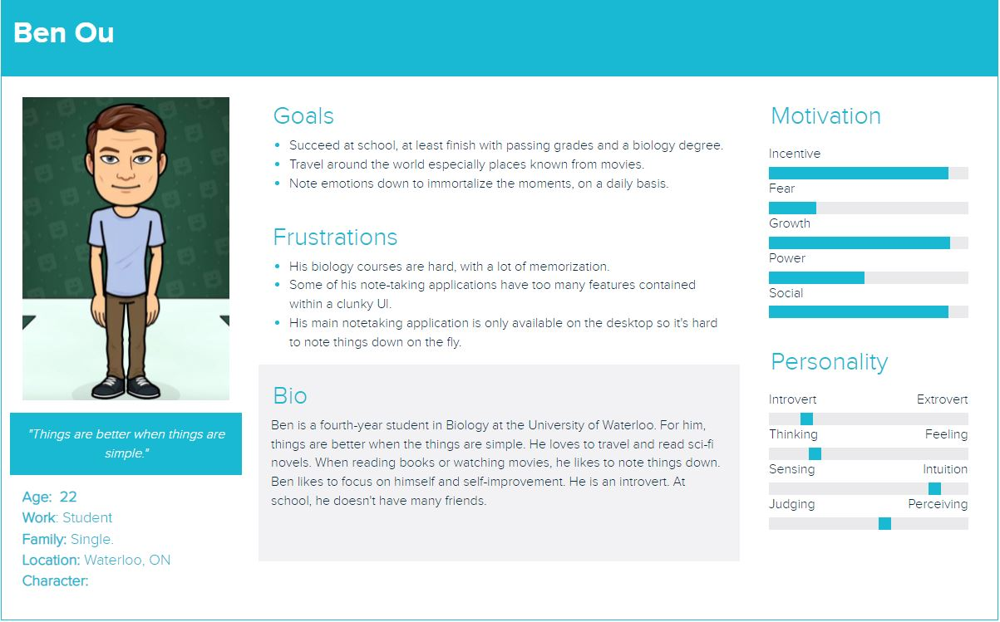 Ben Ou
"Things are better when things are
simple."
Age: 22
Work: Student
Family: Single.
Location: Waterloo, ON
Character:
Goals
Succeed at school, at least finish with passing grades and a biology degree.
Travel around the world especially places known from movies.
Note emotions down to immortalize the moments, on a daily basis.
Frustrations
His biology courses are hard, with a lot of memorization.
Some of his note-taking applications have too many features contained
within a clunky UI.
His main notetaking application is only available on the desktop so it's hard
to note things down on the fly.
Bio
Ben is a fourth-year student in Biology at the University of Waterloo. For him,
things are better when the things are simple. He loves to travel and read sci-fi
novels. When reading books or watching movies, he likes to note things down.
Ben likes to focus on himself and self-improvement. He is an introvert. At
school, he doesn't have many friends.
Motivation
Incentive
Fear
Growth
Power
Social
Personality
Introvert Extrovert
Thinking Feeling
Sensing Intuition
Judging Perceiving